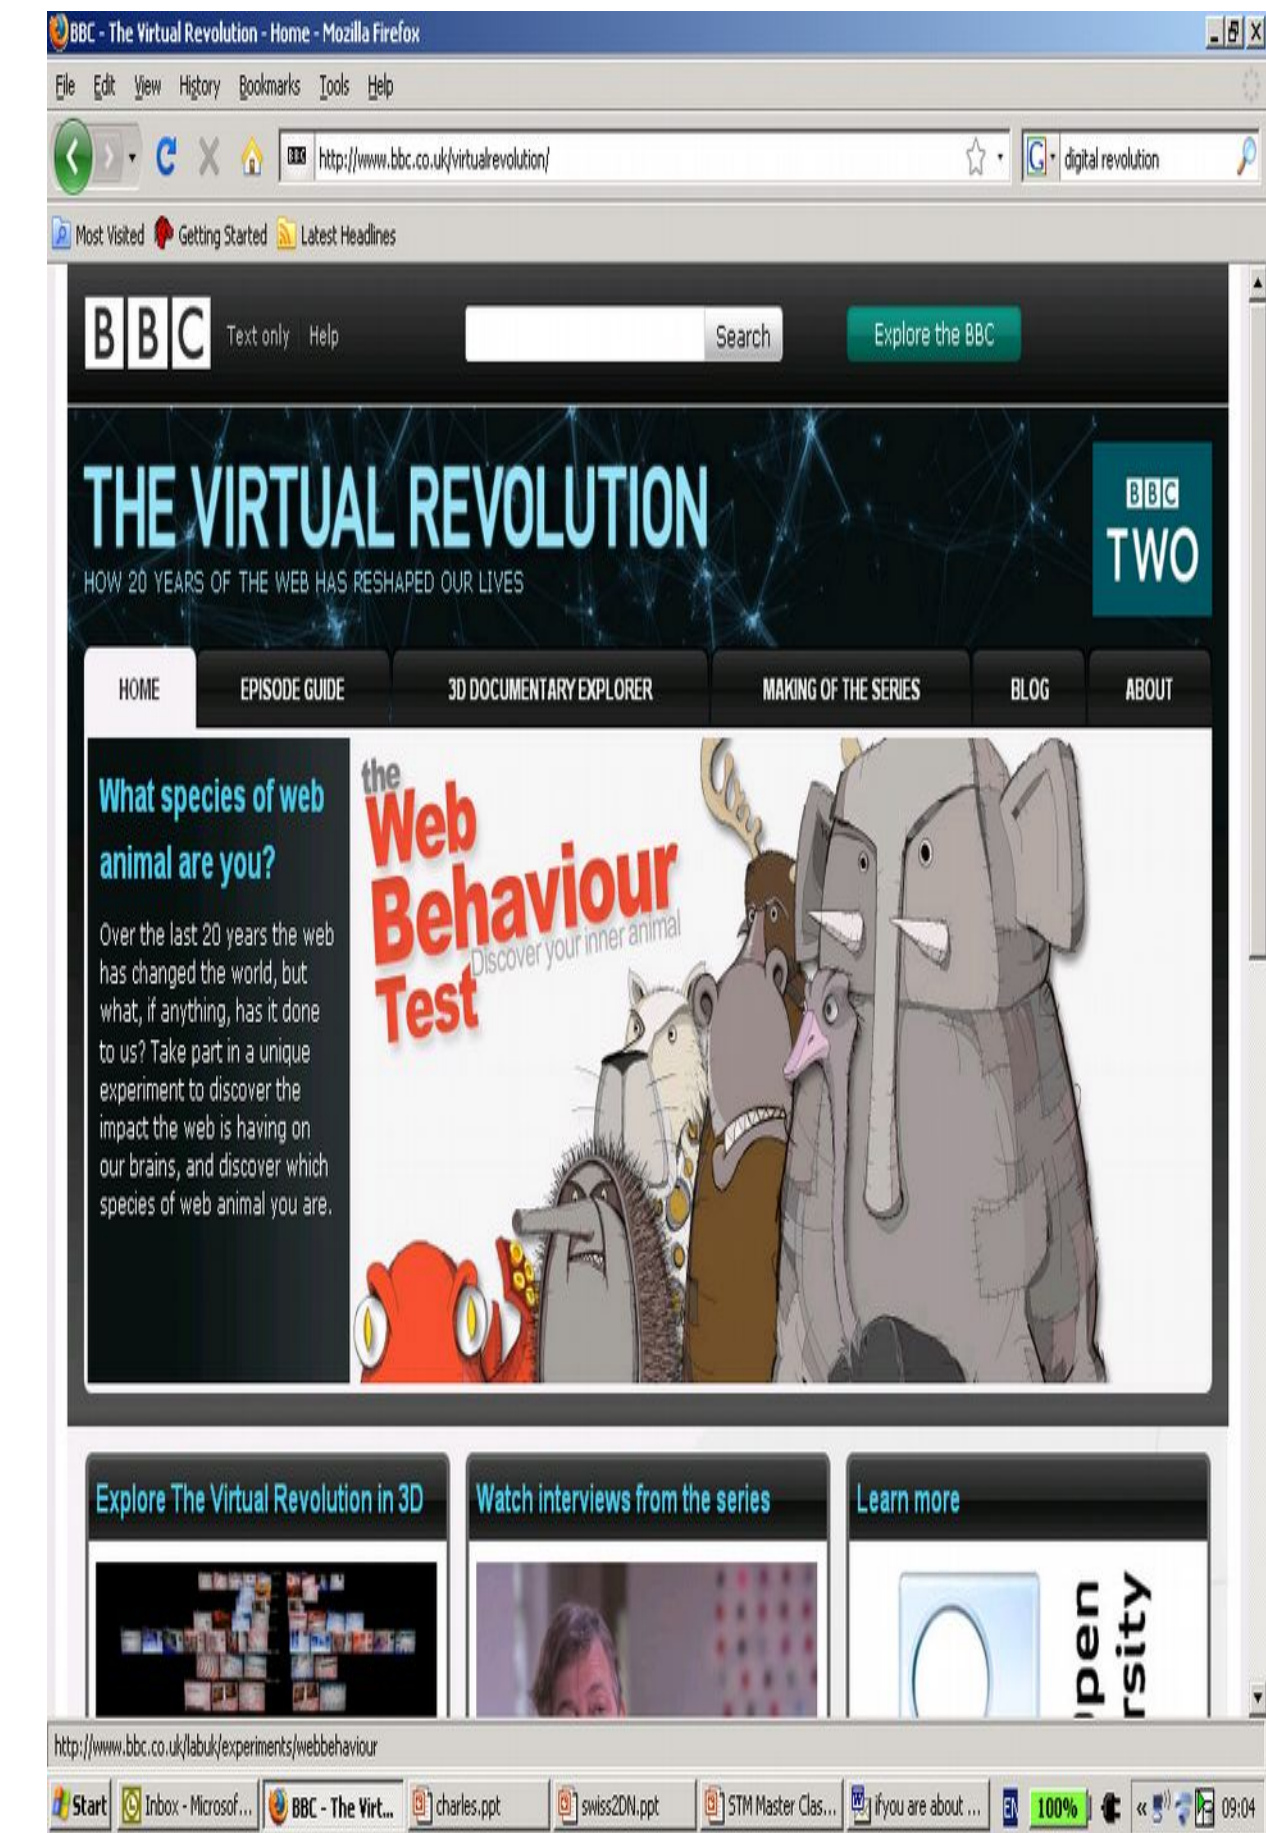 BBC - The Virtual Revolution - Home - Mozilla Firefox
File Edit View History Bookmarks Tools Help
BBC http://www.bbc.co.uk/virtualrevolution/ G digital revolution
Most Visited Getting Started Latest Headlines
BBC Text only Help Search Explore the BBC
THE VIRTUAL REVOLUTION
HOW 20 YEARS OF THE WEB HAS RESHAPED OUR LIVES
BBC
TWO
HOME EPISODE GUIDE 3D DOCUMENTARY EXPLORER MAKING OF THE SERIES BLOG ABOUT
What species of web
animal are you?
Over the last 20 years the web
has changed the world, but
what, if anything, has it done
to us? Take part in a unique
experiment to discover the
impact the web is having on
our brains, and discover which
species of web animal you are.
the
Web
Behaviour
Discover your inner animal
Test
Explore The Virtual Revolution in 3D
Watch interviews from the series
Learn more
pen
rsity
http://www.bbc.co.uk/labuk/experiments/webbehaviour
Start Inbox - Microsof... BBC - The Virt... charles.ppt swiss2DN.ppt STM Master Clas... ifyou are about ... EN 100% « 09:04